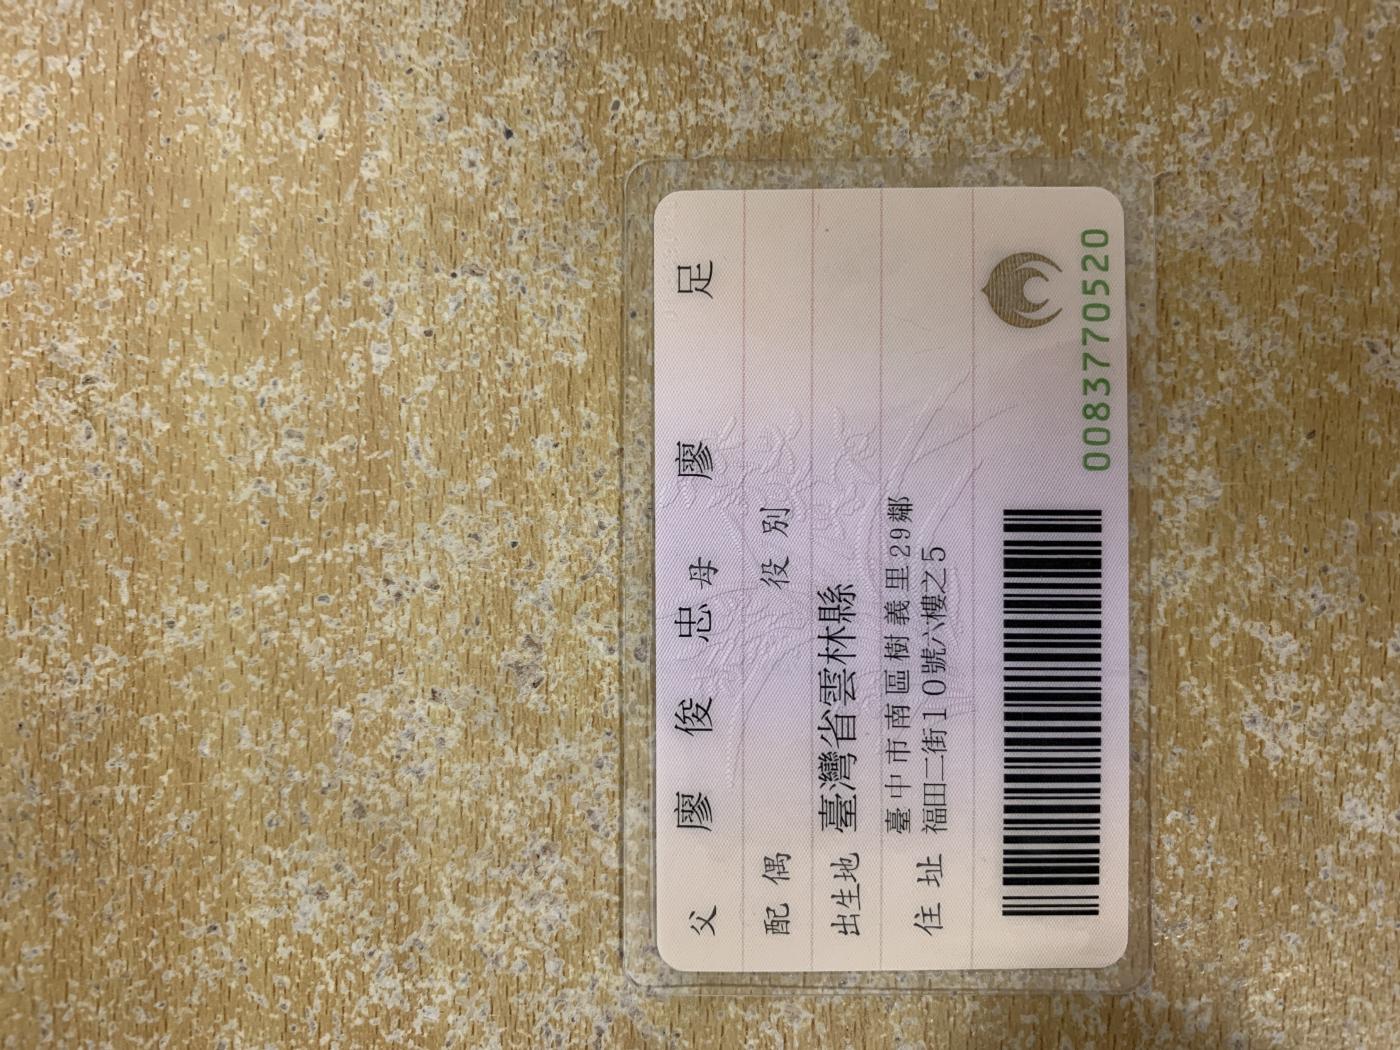 父 廖俊忠 母 廖足
配偶 役別
出生地 臺灣省雲林縣
住址 臺中市南區樹義里29鄰
福田二街10號六樓之5
0083770520